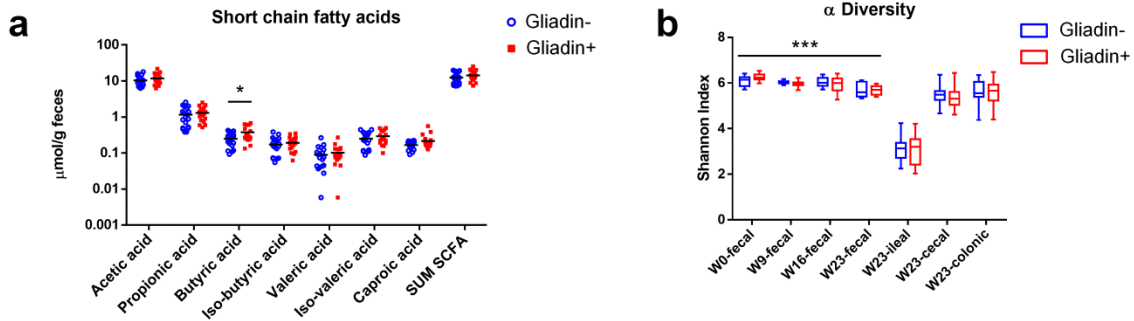 a
Short chain fatty acids
Gliadin-
Gliadin+
μmol/g feces
100
10
1
0.1
0.01
0.001
*
Acetic acid
Propionic acid
Butyric acid
Iso-butyric acid
Valeric acid
Iso-valeric acid
Caproic acid
SUM SCFA
b
α Diversity
Gliadin-
Gliadin+
Shannon Index
8
6
4
2
0
***
W0-fecal
W9-fecal
W16-fecal
W23-fecal
W23-ileal
W23-cecal
W23-colonic